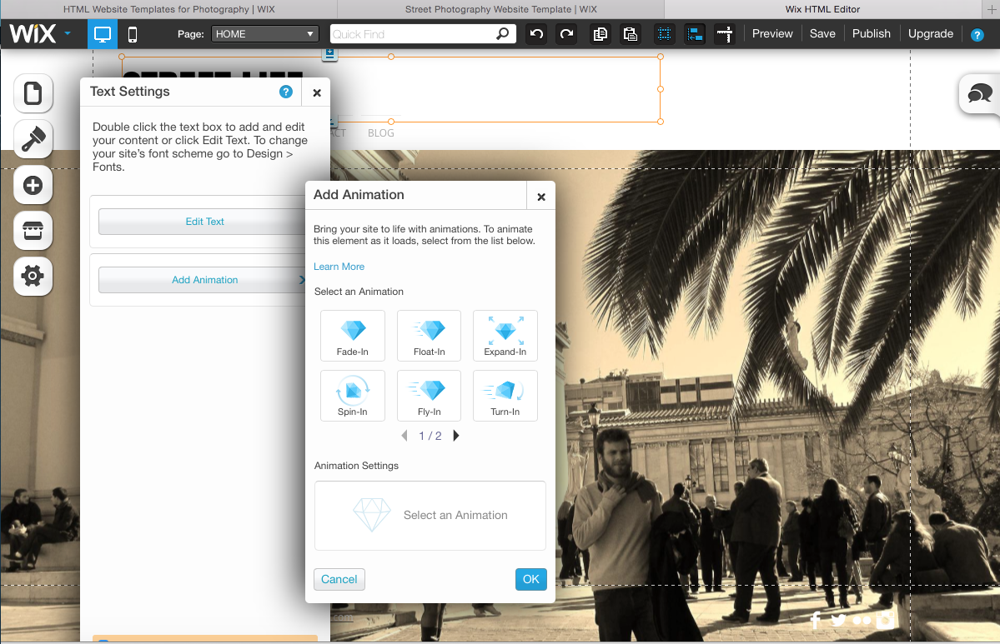 HTML Website Templates for Photography | WIX
Street Photography Website Template | WIX
Wix HTML Editor
WiX
Page:
HOME
Quick Find
Preview
Save
Publish
Upgrade
?
STREET LIFE
Text Settings
?
Double click the text box to add and edit
your content or click Edit Text. To change
your site's font scheme go to Design >
Fonts.
ACT
BLOG
Edit Text
Add Animation
Add Animation
Bring your site to life with animations. To animate
this element as it loads, select from the list below.
Learn More
Select an Animation
Fade-In
Float-In
Expand-In
Spin-In
Fly-In
Turn-In
1 / 2
Animation Settings
Select an Animation
Cancel
OK
.com